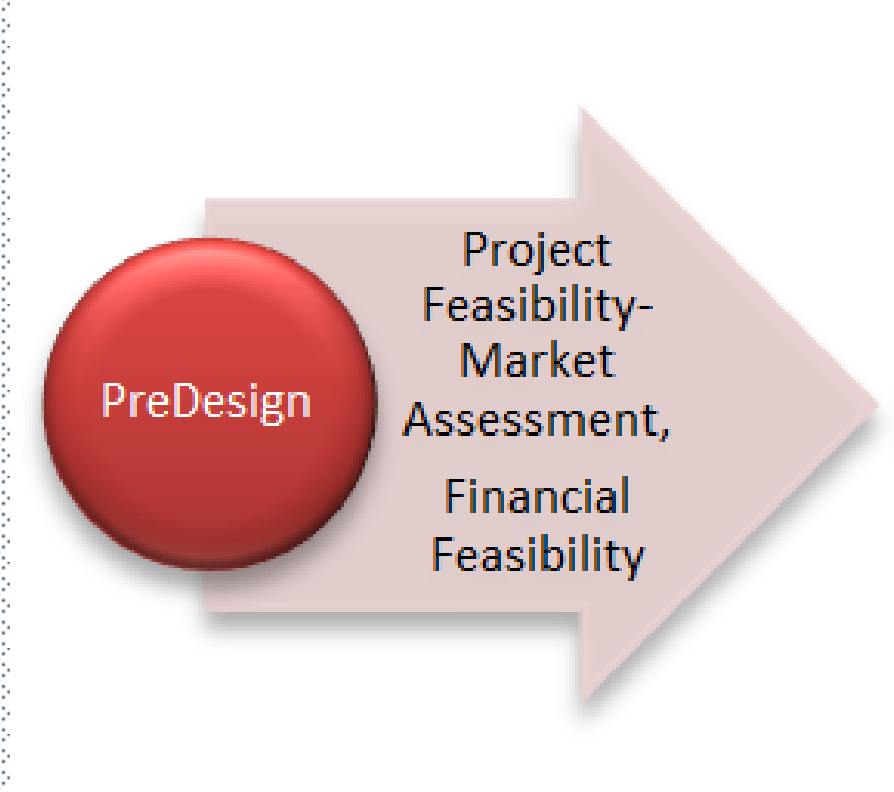 PreDesign
Project
Feasibility-
Market
Assessment,
Financial
Feasibility